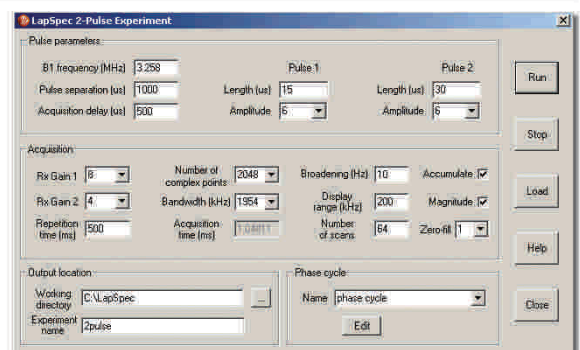 LapSpec 2-Pulse Experiment
Pulse parameters
B1 frequency (MHz) 3.258
Pulse 1
Pulse 2
Pulse separation (us) 1000
Length (us) 15
Length (us) 30
Acquisition delay (us) 500
Amplitude 6
Amplitude 6
Run
Stop
Load
Help
Close
Acquisition
Rx Gain 1 8
Number of complex points 2048
Broadening (Hz) 10
Accumulate
Rx Gain 2 4
Bandwidth (kHz) 1954
Display range (kHz) 200
Magnitude
Repetition time (ms) 500
Acquisition time (ms)
Number of scans 64
Zero-fill 1
Output location
Working directory C:\LapSpec
...
Experiment name 2pulse
Phase cycle
Name phase cycle
Edit